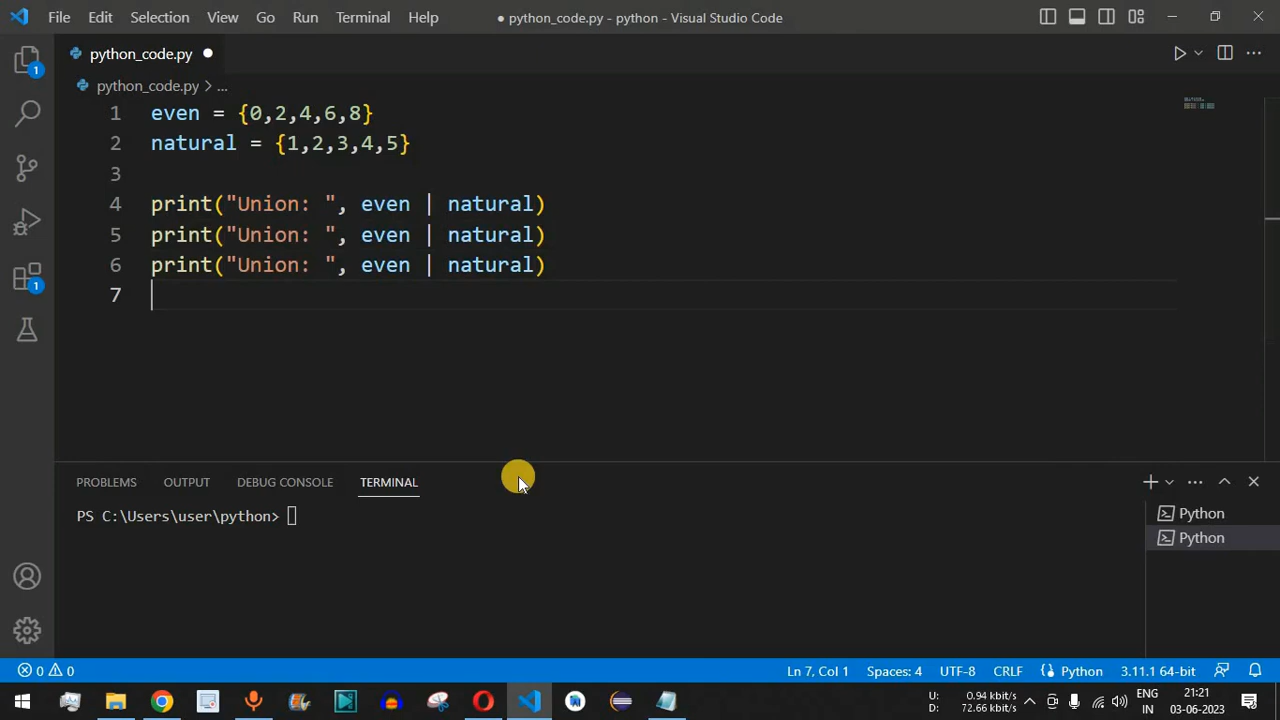 File Edit Selection View Go Run Terminal Help
● python_code.py - python - Visual Studio Code
python_code.py ●
python_code.py > ...
1 even = {0,2,4,6,8}
2 natural = {1,2,3,4,5}
3
4 print("Union: ", even | natural)
5 print("Union: ", even | natural)
6 print("Union: ", even | natural)
7
1
1
PROBLEMS OUTPUT DEBUG CONSOLE TERMINAL
PS C:\Users\user\python>
Python
Python
0 0 Ln 7, Col 1 Spaces: 4 UTF-8 CRLF Python 3.11.1 64-bit
U: 0.94 kbit/s
D: 72.66 kbit/s
ENG
IN
21:21
03-06-2023